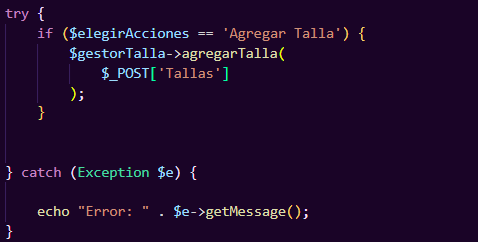 try {
    if ($elegirAcciones == 'Agregar Talla') {
        $gestorTalla->agregarTalla(
            $_POST['Tallas']
        );
    }
} catch (Exception $e) {
    echo "Error: " . $e->getMessage();
}